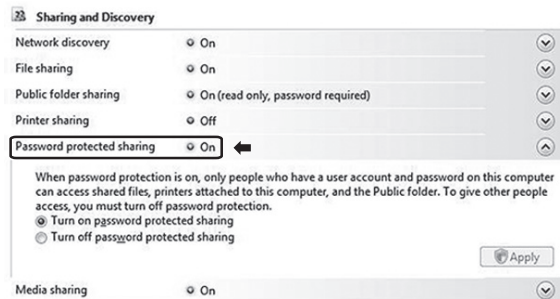 Sharing and Discovery
Network discovery On
File sharing On
Public folder sharing On (read only, password required)
Printer sharing Off
Password protected sharing On
When password protection is on, only people who have a user account and password on this computer
can access shared files, printers attached to this computer, and the Public folder. To give other people
access, you must turn off password protection.
Turn on password protected sharing
Turn off password protected sharing
Apply
Media sharing On